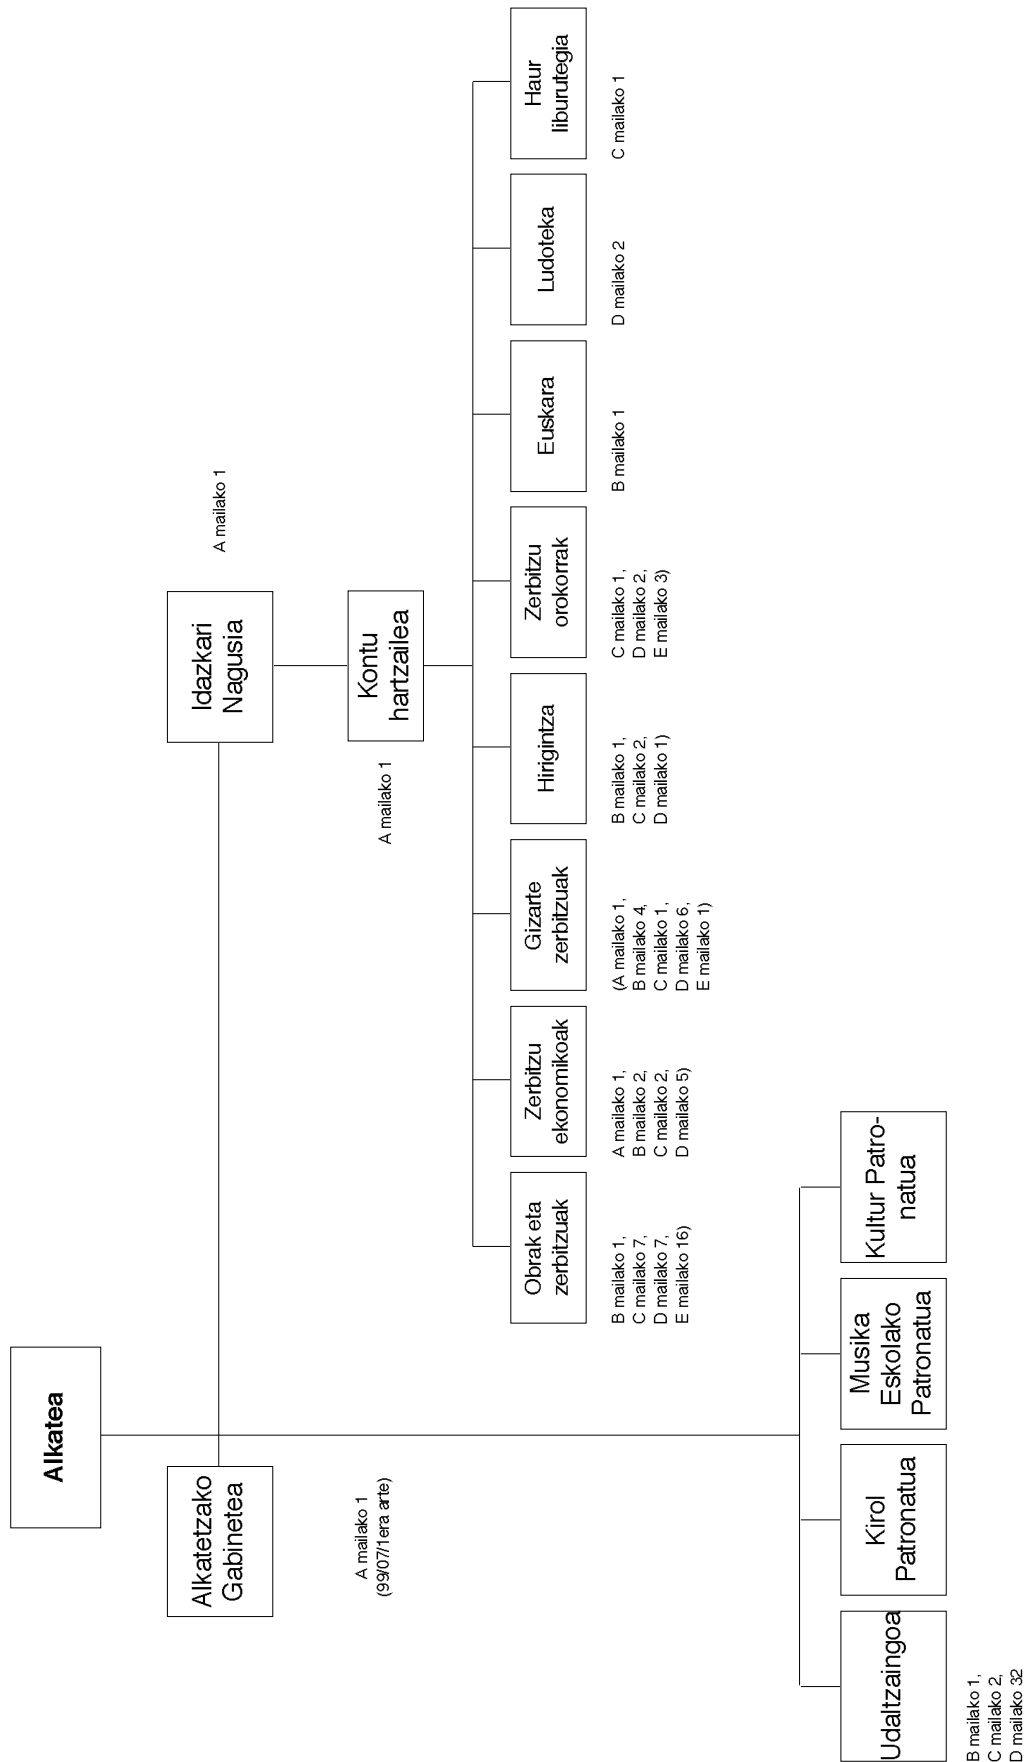 Alkatea
Alkatetzako
Gabinetea
A mailako 1
(99/07/1era arte)
Idazkari
Nagusia
A mailako 1
Kontu
hartzailea
A mailako 1
Obrak eta
zerbitzuak
B mailako 1,
C mailako 7,
D mailako 7,
E mailako 16)
Zerbitzu
ekonomikoak
A mailako 1,
B mailako 2,
C mailako 2,
D mailako 5)
Gizarte
zerbitzuak
(A mailako 1,
B mailako 4,
C mailako 1,
D mailako 6,
E mailako 1)
Hirigintza
B mailako 1,
C mailako 2,
D mailako 1)
Zerbitzu
orokorrak
C mailako 1,
D mailako 2,
E mailako 3)
Euskara
B mailako 1
Ludoteka
D mailako 2
Haur
liburutegia
C mailako 1
Udaltzaingoa
B mailako 1,
C mailako 2,
D mailako 32
Kirol
Patronatua
Musika
Eskolako
Patronatua
Kultur Patro-
natua